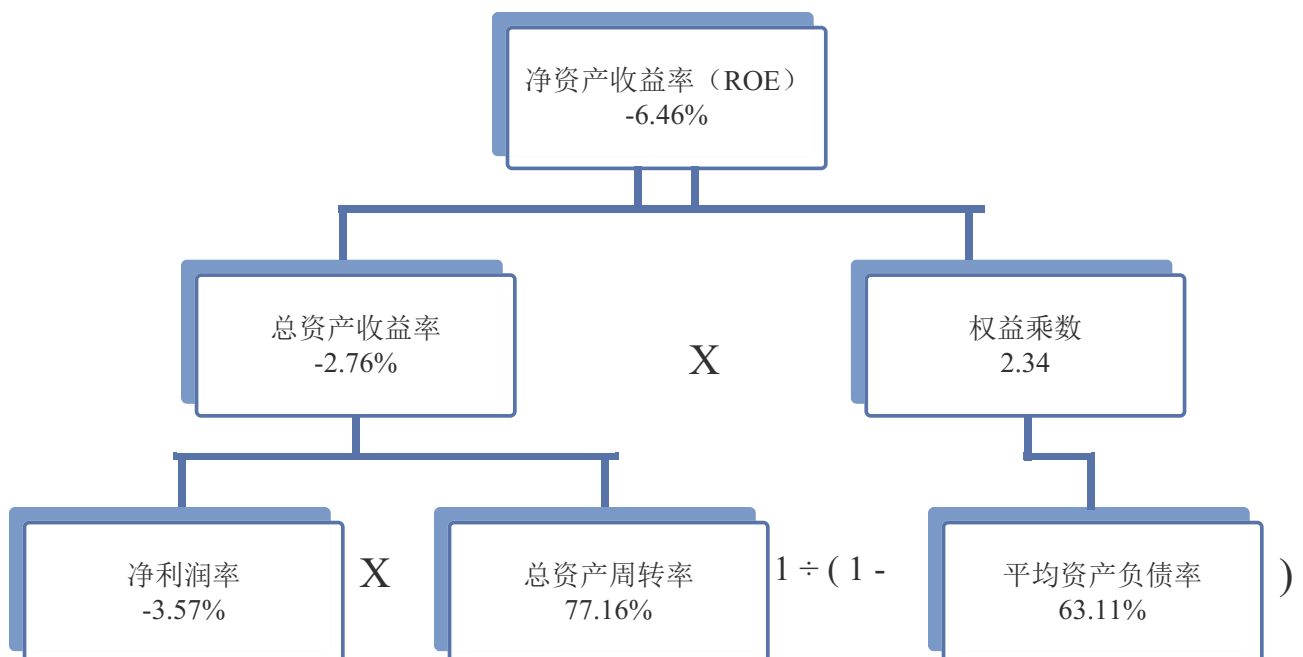 净资产收益率（ROE）
-6.46%
总资产收益率
-2.76%
X
权益乘数
2.34
净利润率
-3.57%
X
总资产周转率
77.16%
1 ÷ ( 1 -
平均资产负债率
63.11%
)